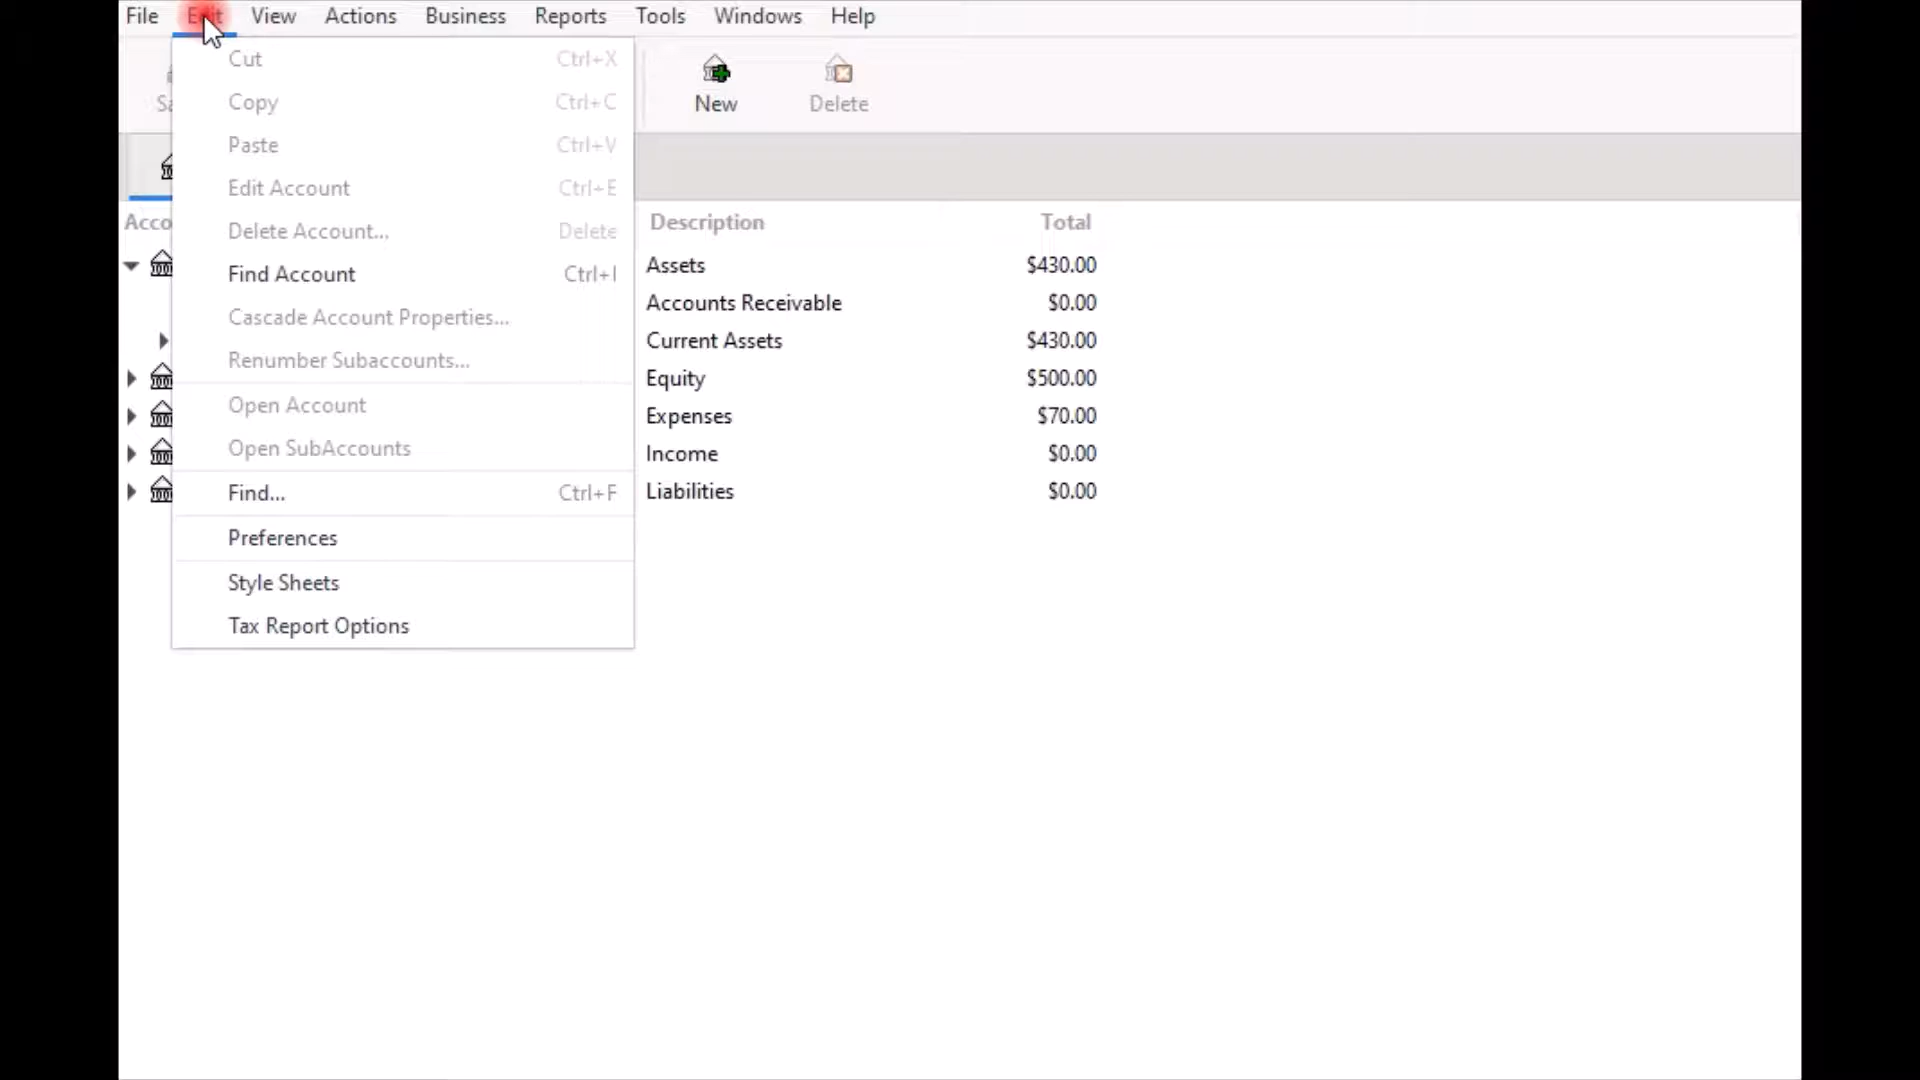 File Edit View Actions Business Reports Tools Windows Help
Cut Ctrl+X
Copy Ctrl+C
Paste Ctrl+V
Edit Account Ctrl+E
Delete Account... Delete
Find Account Ctrl+I
Cascade Account Properties...
Renumber Subaccounts...
Open Account
Open SubAccounts
Find... Ctrl+F
Preferences
Style Sheets
Tax Report Options
New Delete
Description Total
Assets $430.00
Accounts Receivable $0.00
Current Assets $430.00
Equity $500.00
Expenses $70.00
Income $0.00
Liabilities $0.00